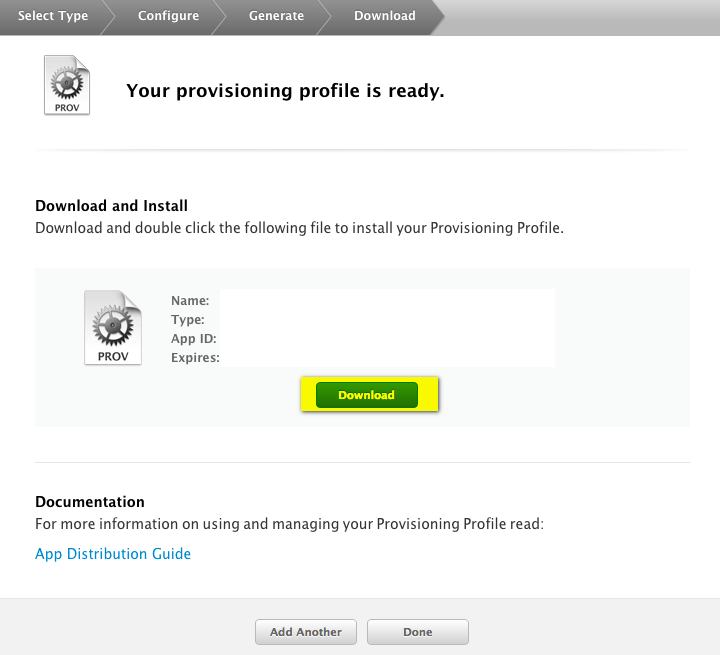 Select Type Configure Generate Download
PROV
Your provisioning profile is ready.
Download and Install
Download and double click the following file to install your Provisioning Profile.
PROV
Name:
Type:
App ID:
Expires:
Download
Documentation
For more information on using and managing your Provisioning Profile read:
App Distribution Guide
Add Another Done